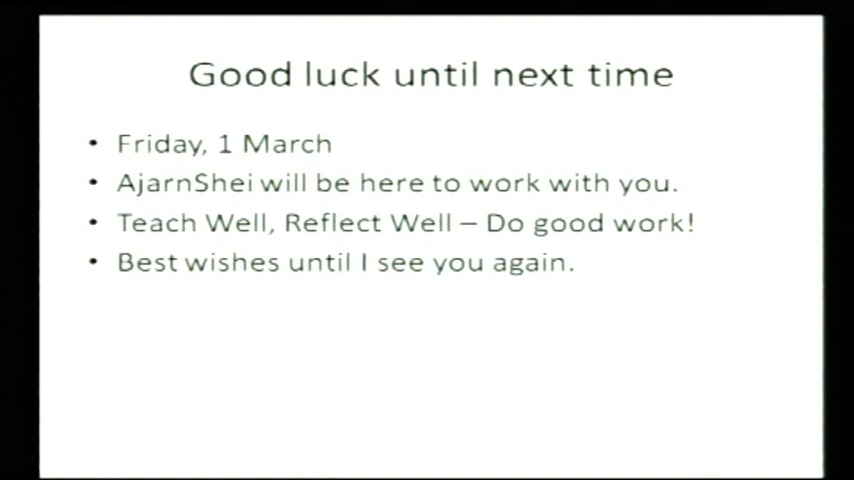 Good luck until next time
• Friday, 1 March
• AjarnShei will be here to work with you.
• Teach Well, Reflect Well – Do good work!
• Best wishes until I see you again.